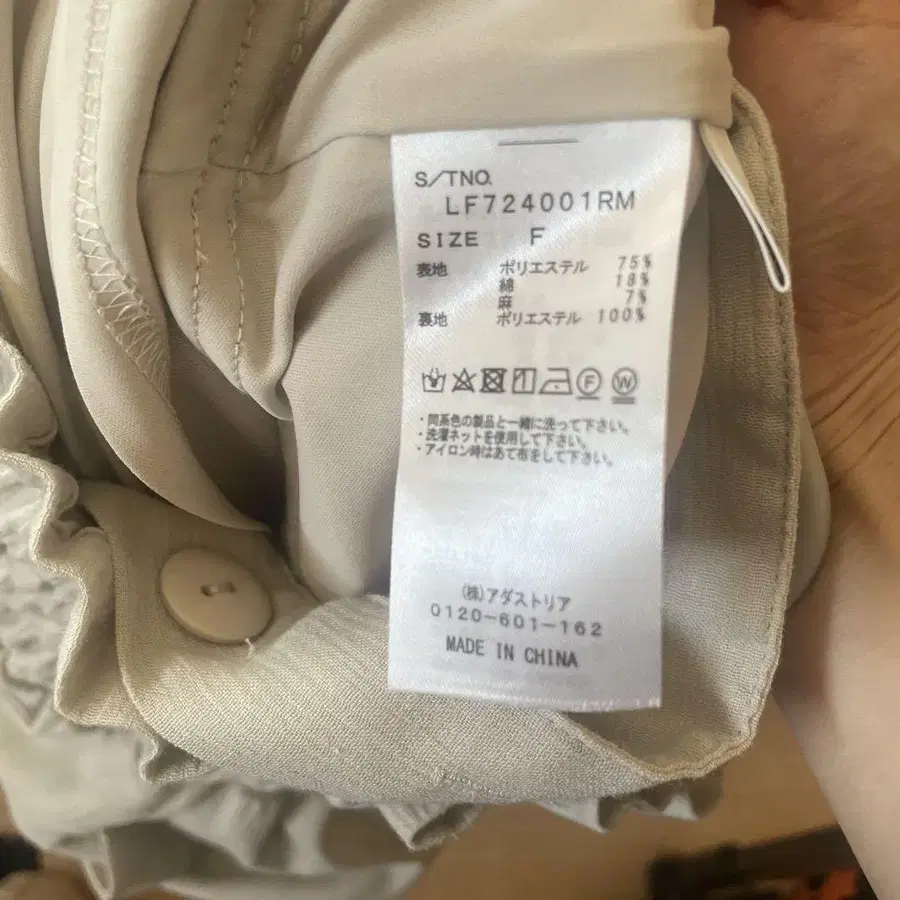 S/TNO.
LF724001RM
SIZE F
表地 ポリエステル 75%
綿 18%
麻 7%
裏地 ポリエステル 100%
F W
・同系色の製品と一緒に洗って下さい。
・洗濯ネットを使用して下さい。
・アイロン時はあて布をして下さい。
(株)アダストリア
0120-601-162
MADE IN CHINA